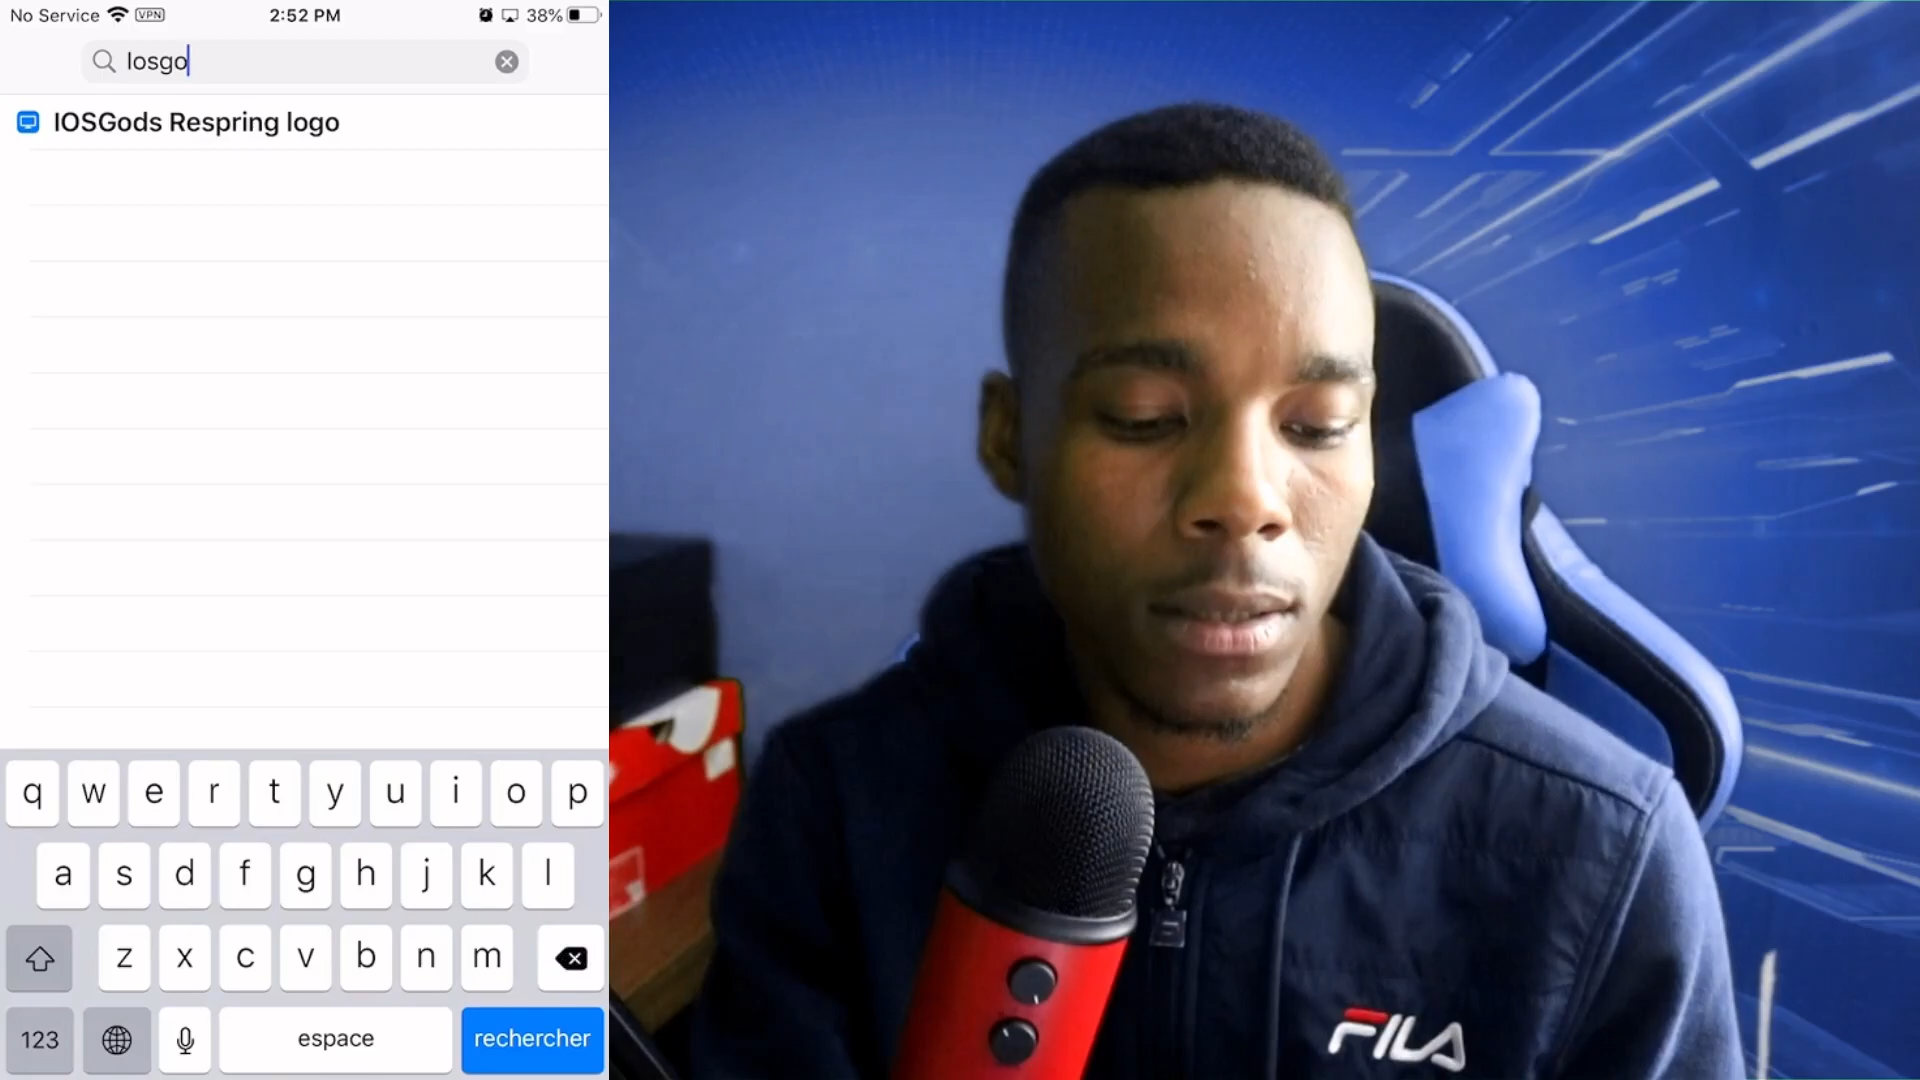 No Service VPN 2:52 PM 38%
Iosgo
IOSGods Respring logo
q w e r t y u i o p
a s d f g h j k l
z x c v b n m
123 espace rechercher
FILA